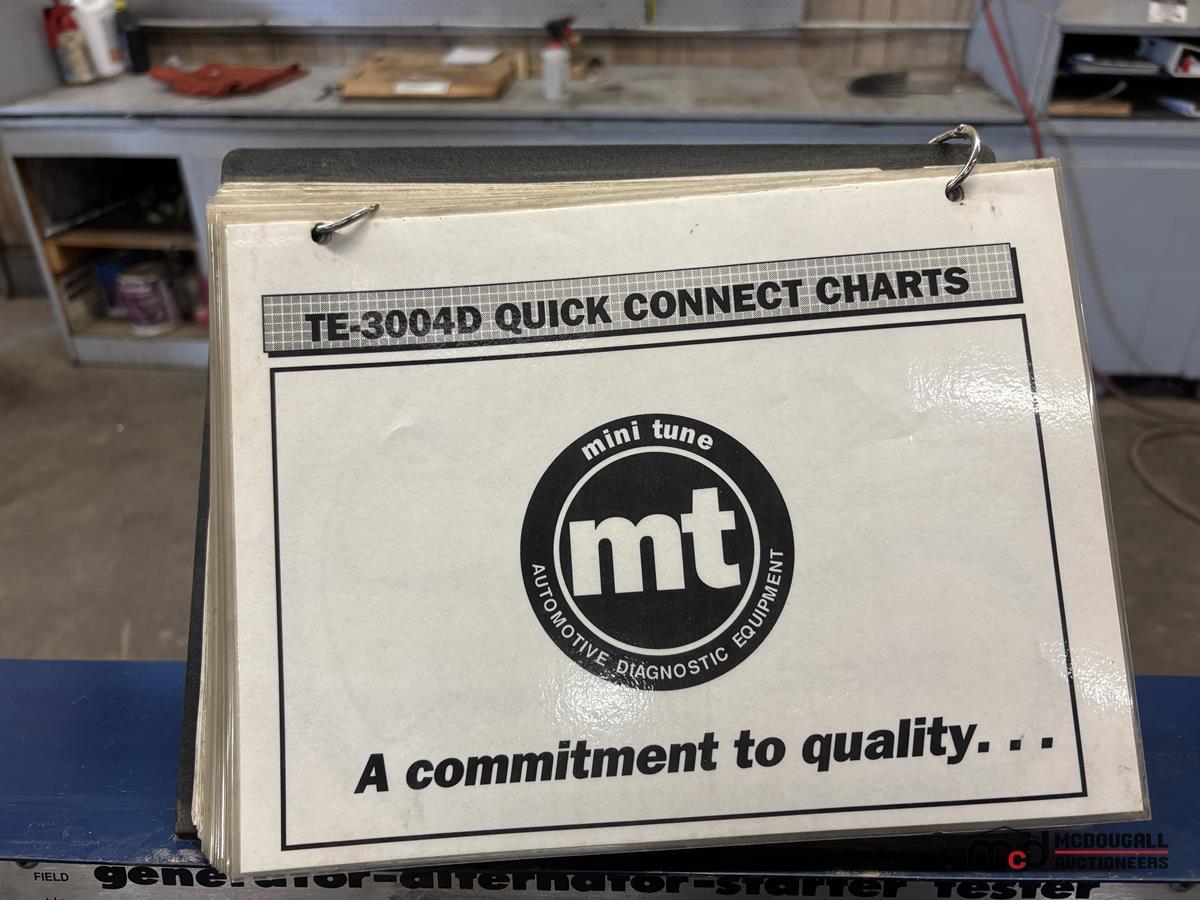 TE-3004D QUICK CONNECT CHARTS
mini tune
mt
AUTOMOTIVE DIAGNOSTIC EQUIPMENT
A commitment to quality. . .
FIELD
generator-alternator-starter tester
mcd
MCDOUGALL
AUCTIONEERS